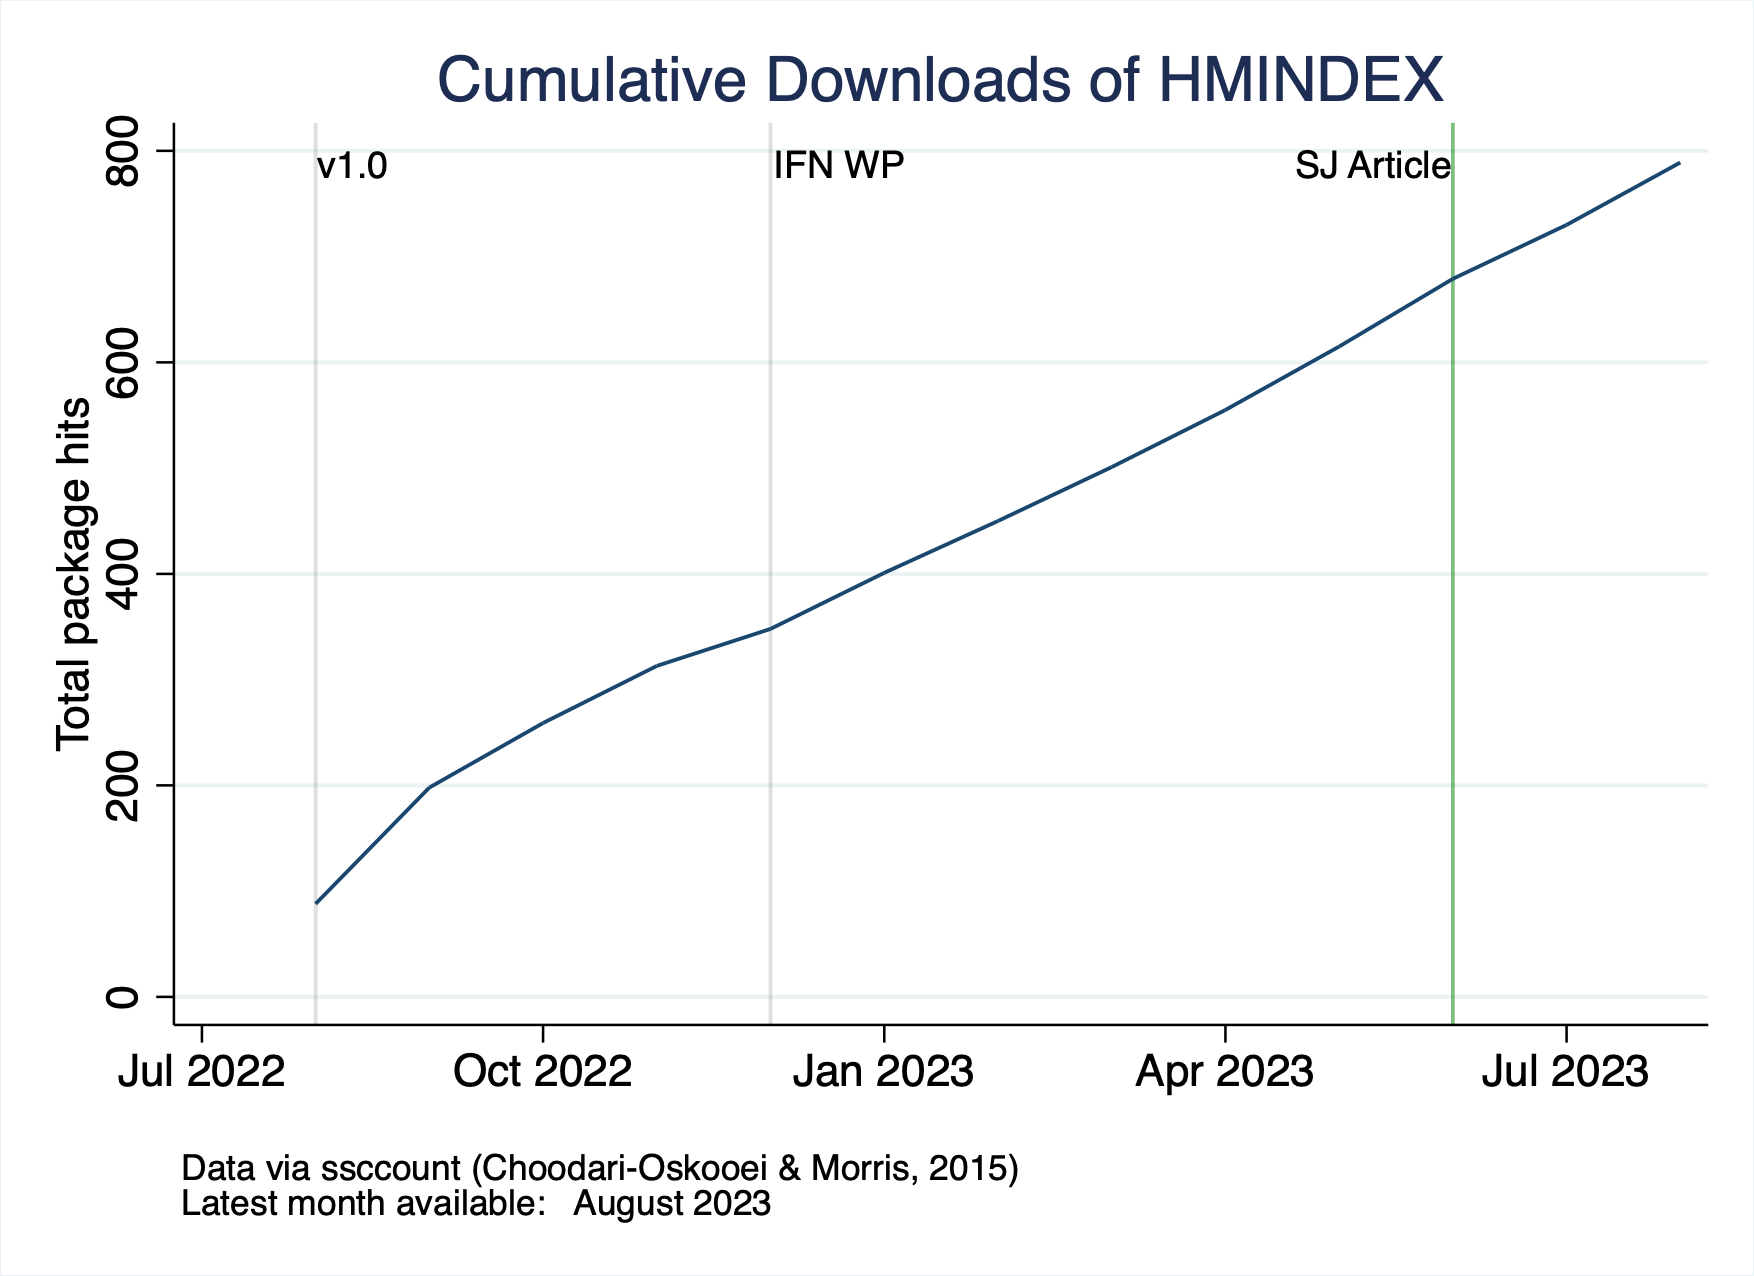 Cumulative Downloads of HMINDEX
v1.0
IFN WP
SJ Article
Total package hits
800
600
400
200
0
Jul 2022
Oct 2022
Jan 2023
Apr 2023
Jul 2023
Data via ssccount (Choodari-Oskooei & Morris, 2015)
Latest month available: August 2023